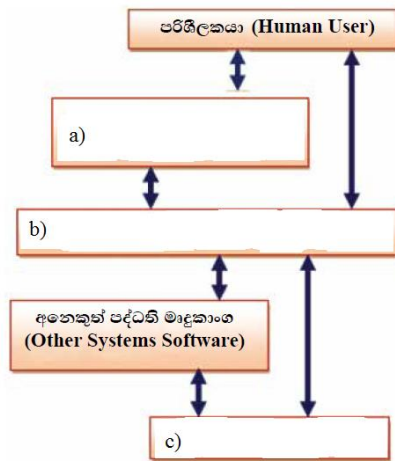 පරිශීලකයා (Human User)
a)
b)
අනෙකුත් පද්ධති මෘදුකාංග
(Other Systems Software)
c)